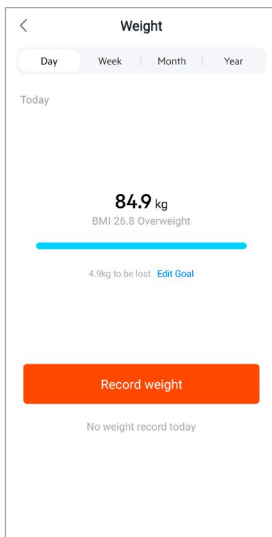 Weight
Day Week Month Year
Today
84.9 kg
BMI 26.8 Overweight
4.9kg to be lost Edit Goal
Record weight
No weight record today